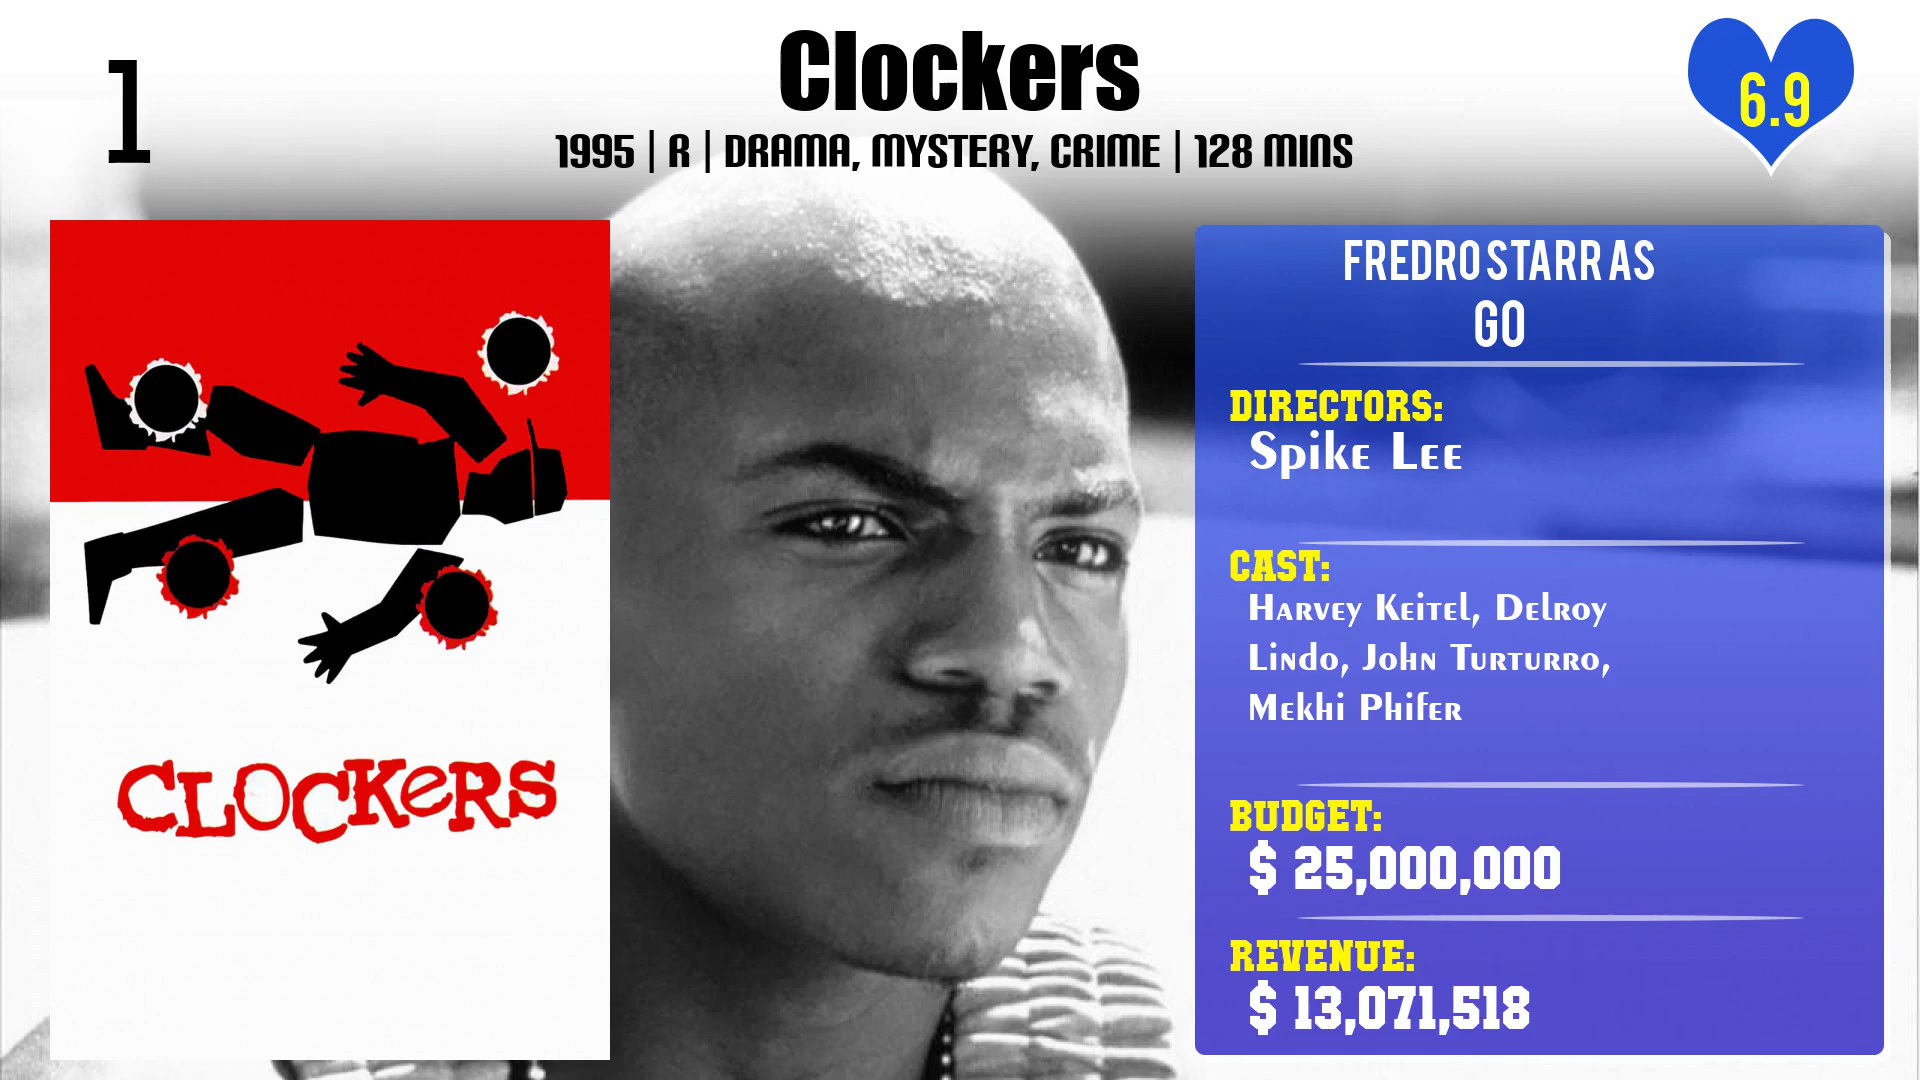 1
Clockers
1995 | R | DRAMA, MYSTERY, CRIME | 128 MINS
6.9
CLOCKeRS
FREDRO STARR AS
GO
DIRECTORS:
Spike Lee
CAST:
Harvey Keitel, Delroy
Lindo, John Turturro,
Mekhi Phifer
BUDGET:
$ 25,000,000
REVENUE:
$ 13,071,518